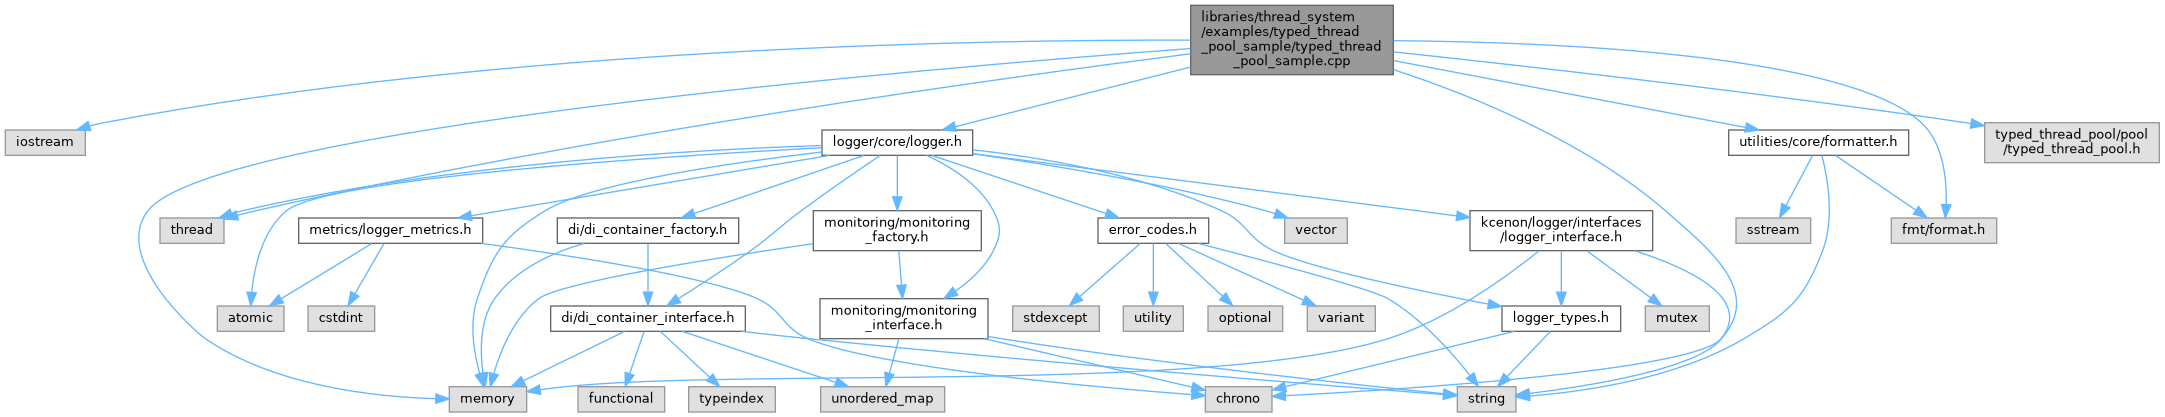 libraries/thread_system
/examples/typed_thread
_pool_sample/typed_thread
_pool_sample.cpp
iostream
logger/core/logger.h
utilities/core/formatter.h
typed_thread_pool/pool
/typed_thread_pool.h
thread
metrics/logger_metrics.h
di/di_container_factory.h
monitoring/monitoring
_factory.h
error_codes.h
vector
kcenon/logger/interfaces
/logger_interface.h
sstream
fmt/format.h
atomic
cstdint
di/di_container_interface.h
monitoring/monitoring
_interface.h
stdexcept
utility
optional
variant
logger_types.h
mutex
memory
functional
typeindex
unordered_map
chrono
string